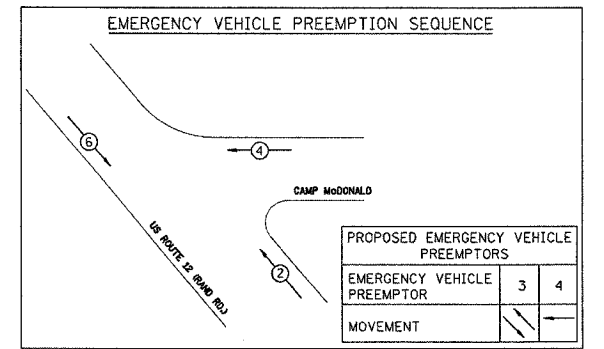 EMERGENCY VEHICLE PREEMPTION SEQUENCE
6
4
CAMP McDONALD
US ROUTE 12 (RAND RD.)
2
PROPOSED EMERGENCY VEHICLE
PREEMPTORS
EMERGENCY VEHICLE
PREEMPTOR
3
4
MOVEMENT